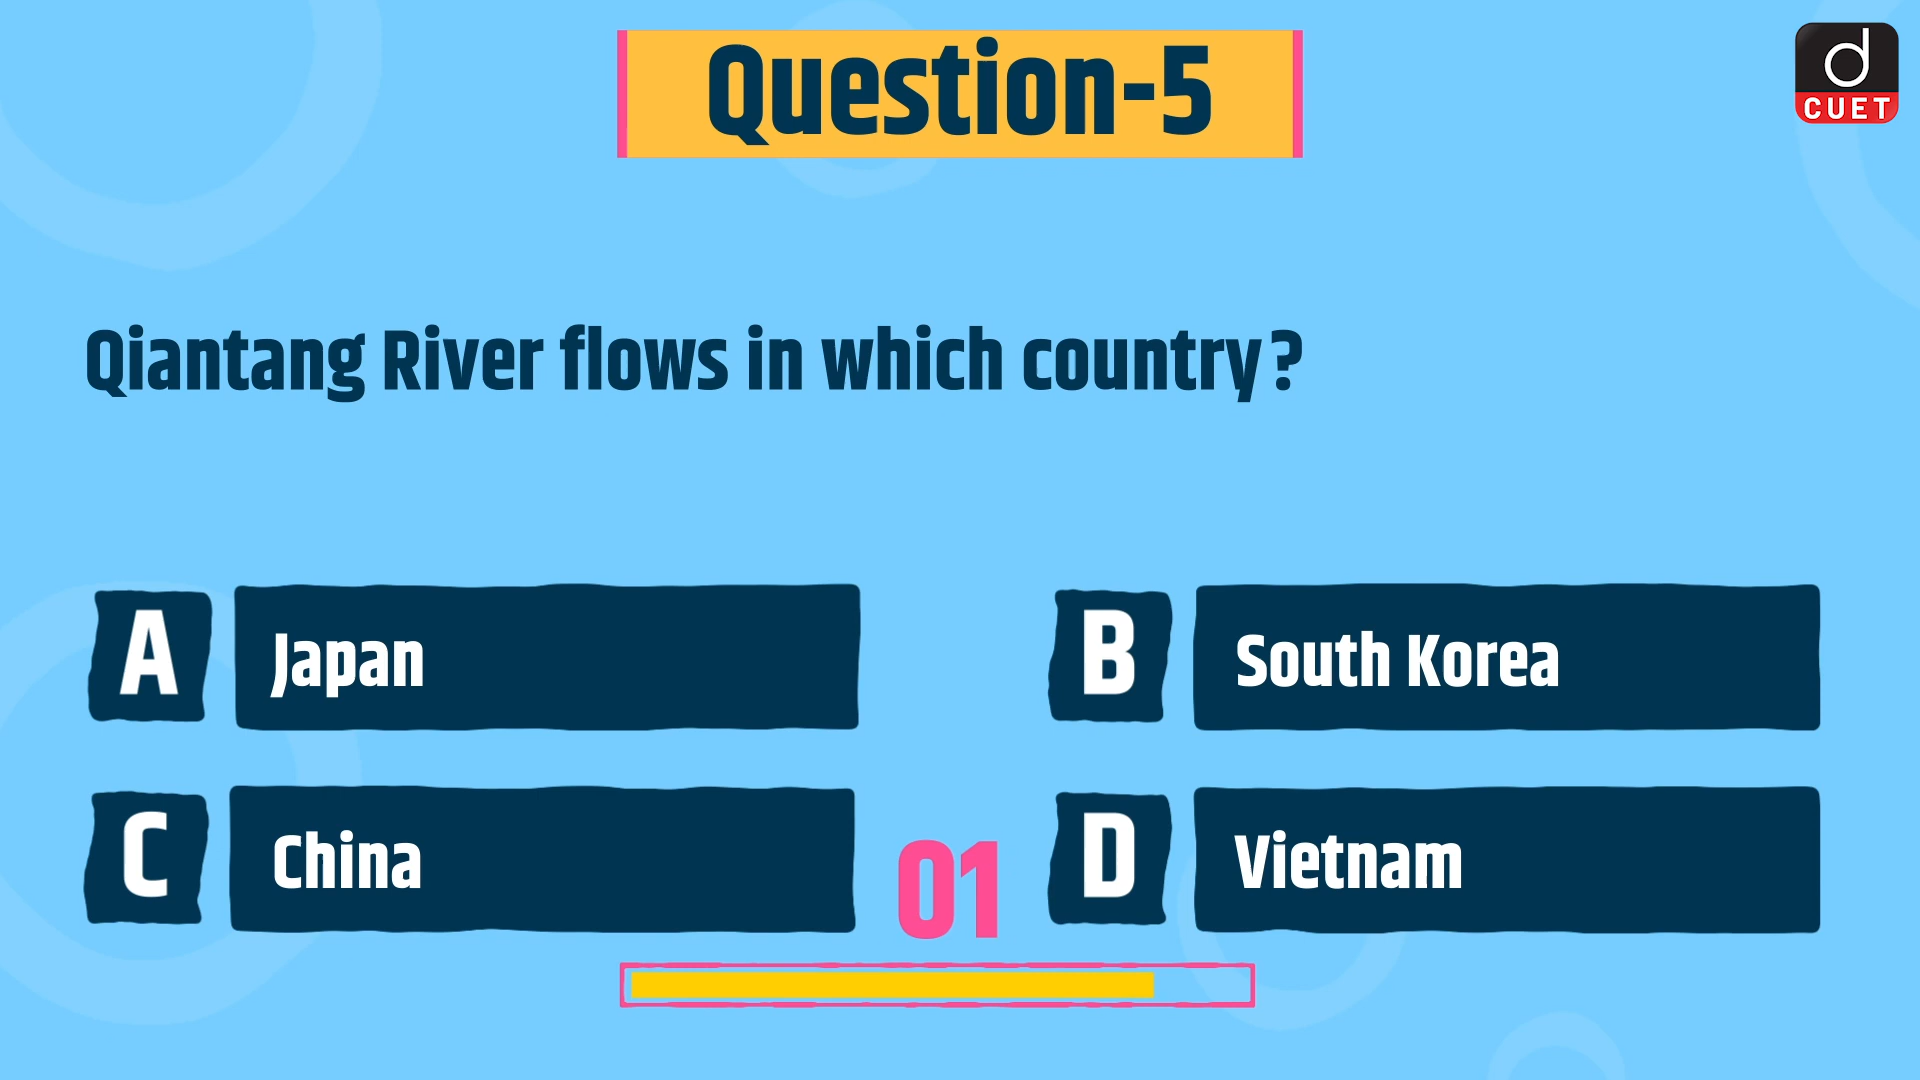 Question-5
d
CUET
Qiantang River flows in which country?
A Japan
B South Korea
C China
D Vietnam
01